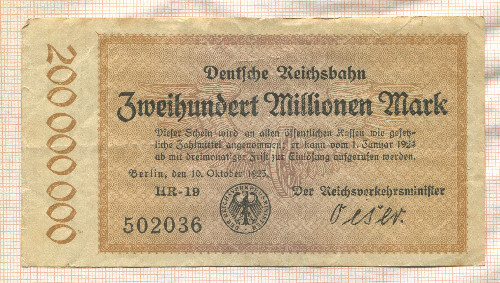 200000000
Deutsche Reichsbahn
Zweihundert Millionen Mark
Dieser Schein wird an allen öffentlichen Kassen wie gesetz-
liche Zahlmittel angenommen; er kann vom 1. Januar 1924
ab mit dreimonatiger Frist zur Einlösung aufgerufen werden.
Berlin, den 10. Oktober 1923.
HR-19
Der Reichsverkehrsminister
502036
Oeser.